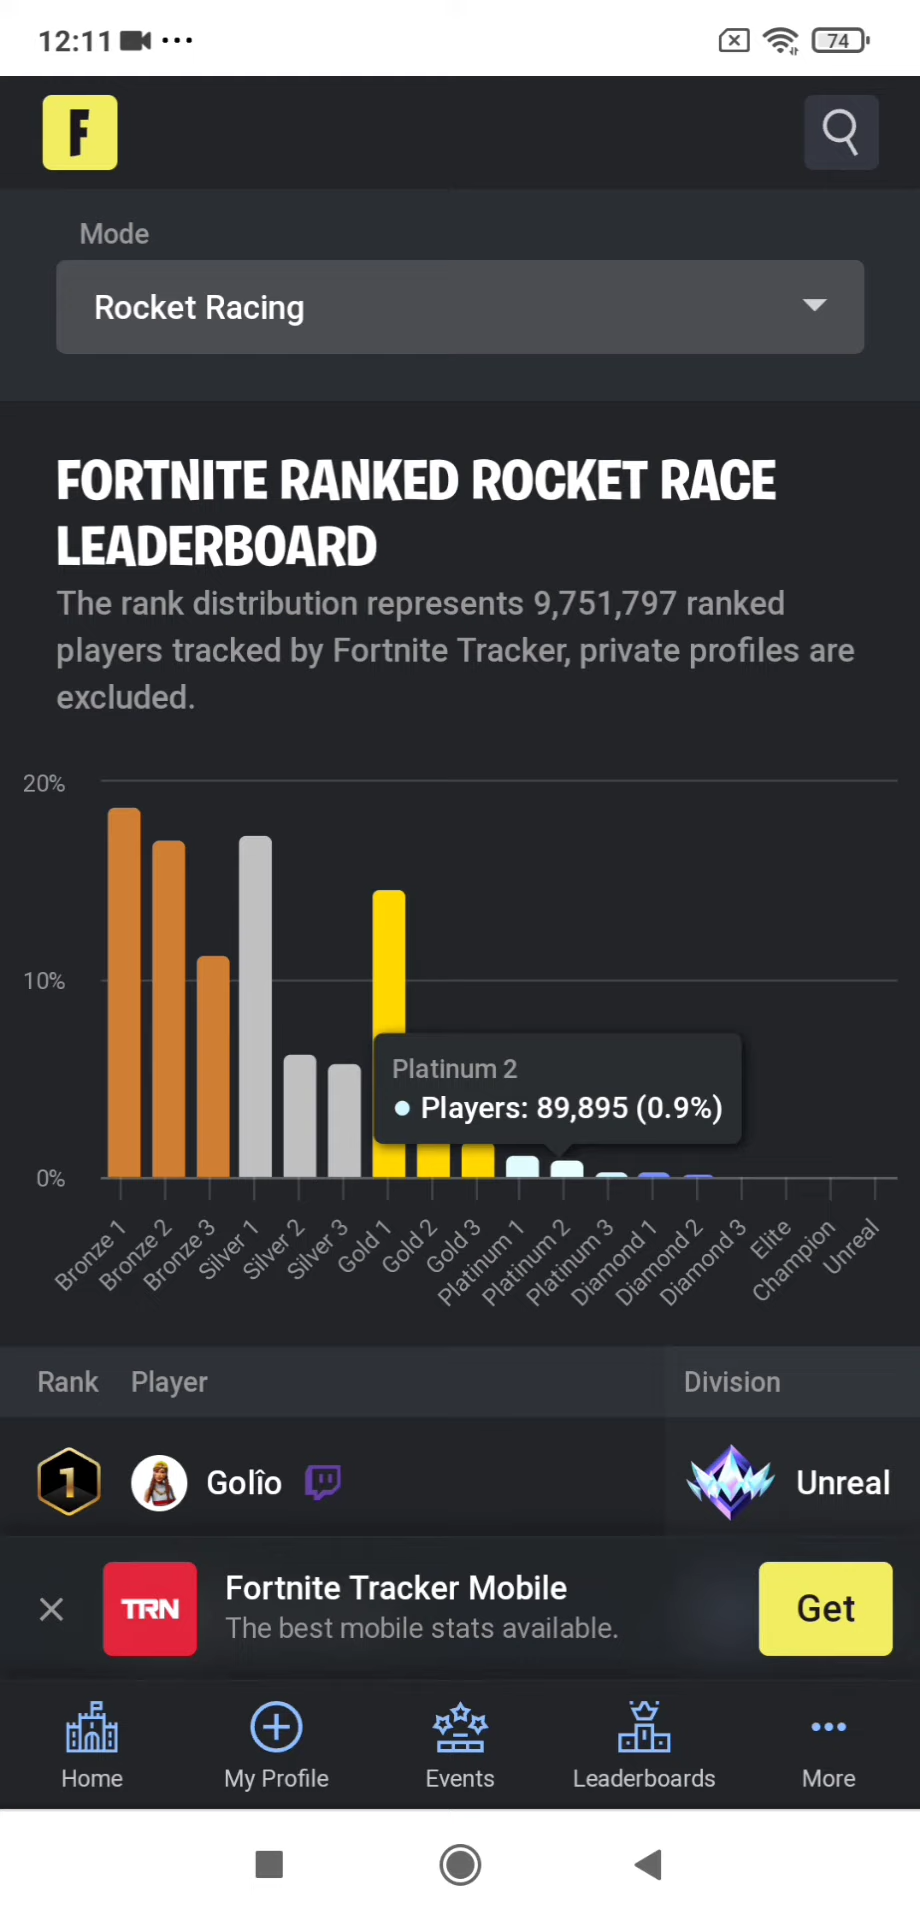 12:11
74
F
Mode
Rocket Racing
FORTNITE RANKED ROCKET RACE
LEADERBOARD
The rank distribution represents 9,751,797 ranked
players tracked by Fortnite Tracker, private profiles are
excluded.
20%
10%
0%
Platinum 2
Players: 89,895 (0.9%)
Bronze 1
Bronze 2
Bronze 3
Silver 1
Silver 2
Silver 3
Gold 1
Gold 2
Gold 3
Platinum 1
Platinum 2
Platinum 3
Diamond 1
Diamond 2
Diamond 3
Elite
Champion
Unreal
Rank Player Division
1 Golîo Unreal
TRN
Fortnite Tracker Mobile
The best mobile stats available.
Get
Home My Profile Events Leaderboards More